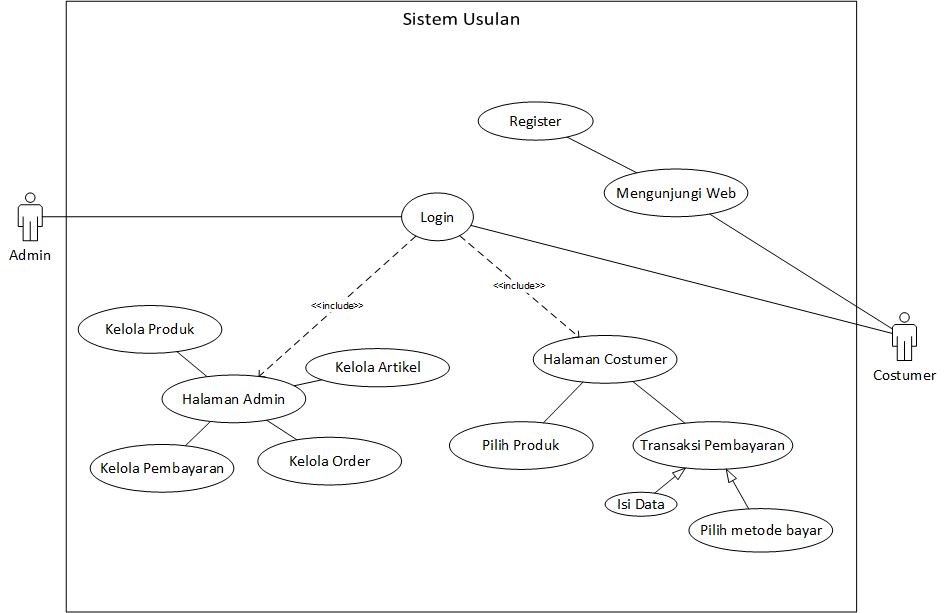 Sistem Usulan
Register
Mengunjungi Web
Login
Admin
<<include>>
<<include>>
Kelola Produk
Halaman Costumer
Kelola Artikel
Costumer
Halaman Admin
Pilih Produk
Transaksi Pembayaran
Kelola Order
Kelola Pembayaran
Isi Data
Pilih metode bayar